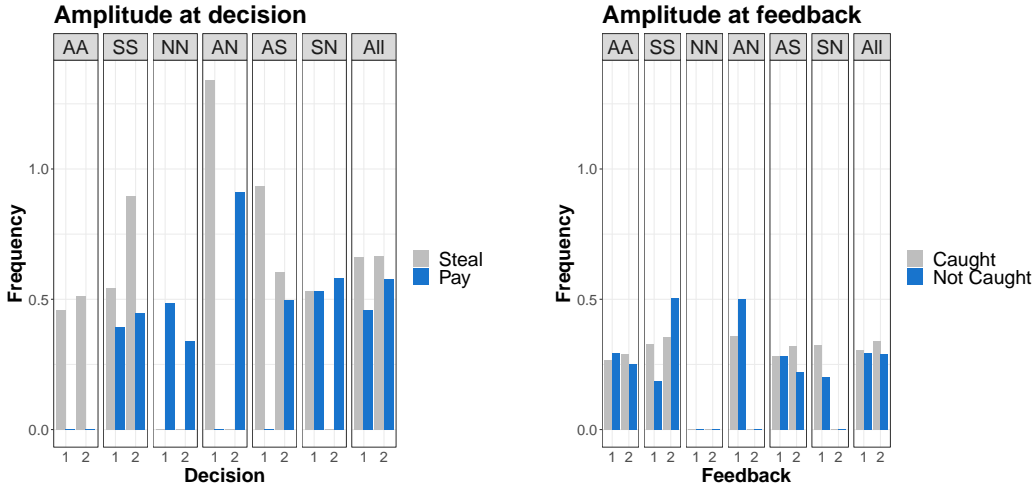 Amplitude at decision
AA SS NN AN AS SN All
1.0
0.5
0.0
Frequency
1 2 1 2 1 2 1 2 1 2 1 2 1 2
Decision
Steal
Pay
Amplitude at feedback
AA SS NN AN AS SN All
1.0
0.5
0.0
Frequency
1 2 1 2 1 2 1 2 1 2 1 2 1 2
Feedback
Caught
Not Caught